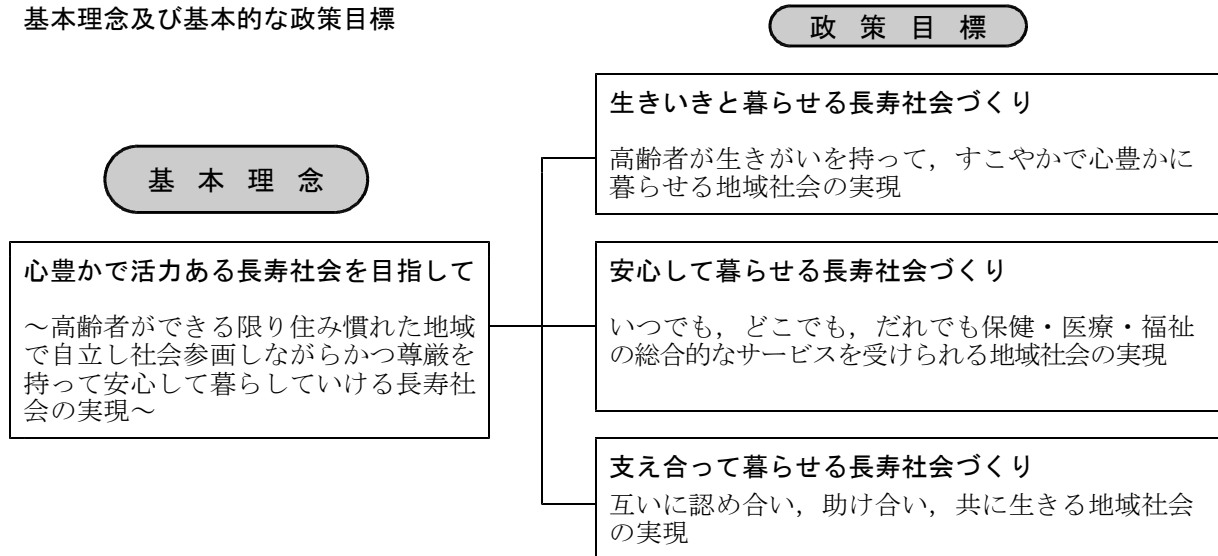 基本理念及び基本的な政策目標
政策目標
基本理念
心豊かで活力ある長寿社会を目指して
～高齢者ができる限り住み慣れた地域
で自立し社会参画しながらかつ尊厳を
持って安心して暮らしていける長寿社
会の実現～
生きいきと暮らせる長寿社会づくり
高齢者が生きがいを持って，すこやかで心豊かに
暮らせる地域社会の実現
安心して暮らせる長寿社会づくり
いつでも，どこでも，だれでも保健・医療・福祉
の総合的なサービスを受けられる地域社会の実現
支え合って暮らせる長寿社会づくり
互いに認め合い，助け合い，共に生きる地域社会
の実現